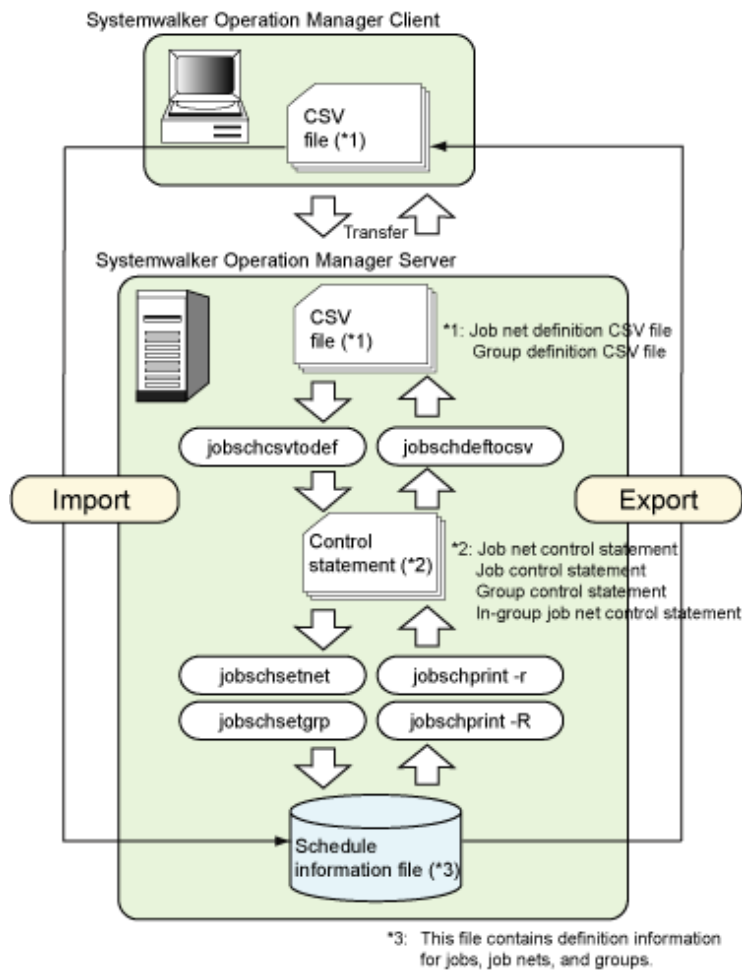 Systemwalker Operation Manager Client
CSV
file (*1)
Transfer
Systemwalker Operation Manager Server
CSV
file (*1)
*1: Job net definition CSV file
Group definition CSV file
jobschcsvtodef
jobschdeftocsv
Import
Export
Control
statement (*2)
*2: Job net control statement
Job control statement
Group control statement
In-group job net control statement
jobschsetnet
jobschprint -r
jobschsetgrp
jobschprint -R
Schedule
information file (*3)
*3: This file contains definition information
for jobs, job nets, and groups.